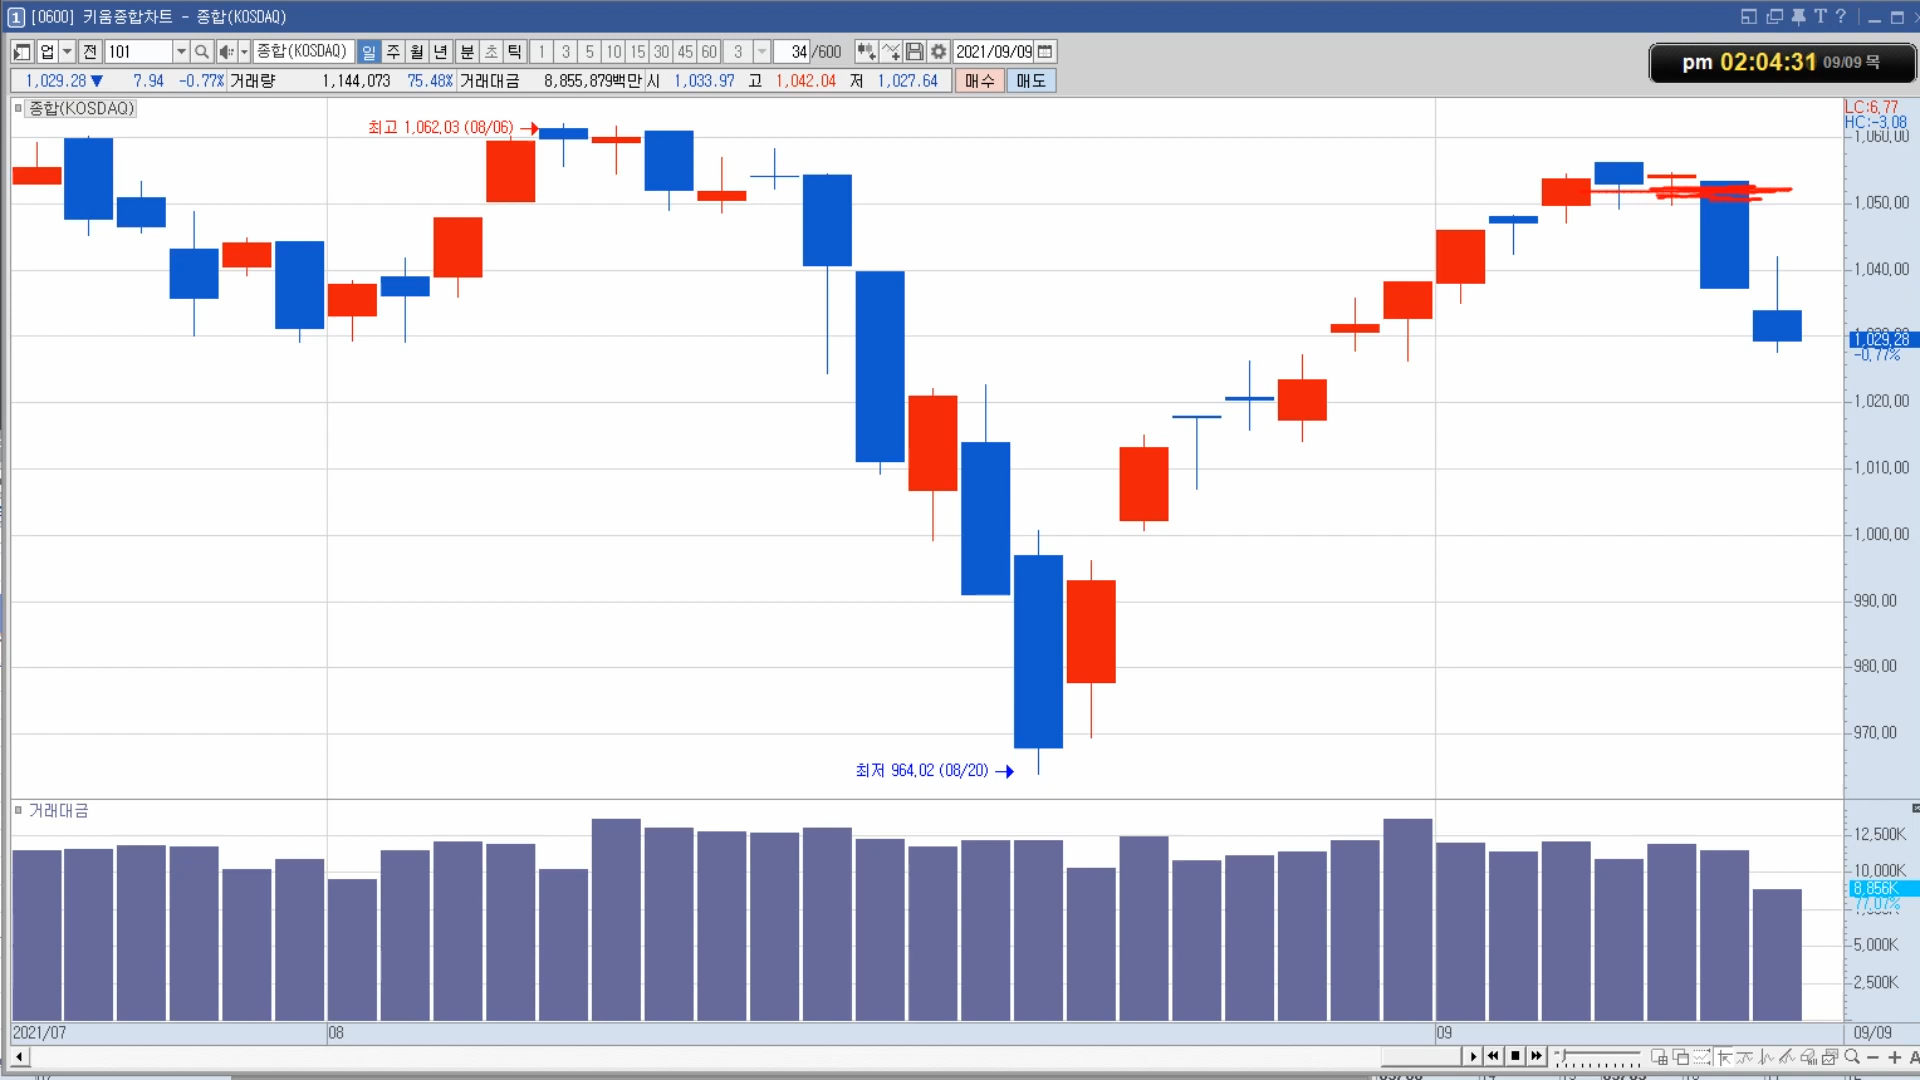 1 [0600] 키움종합차트 - 종합(KOSDAQ) T ?
업 전 101 종합(KOSDAQ) 일 주 월 년 분 초 틱 1 3 5 10 15 30 45 60 3 34 /600 2021/09/09
pm 02:04:31 09/09 목
1,029.28 ▼ 7.94 -0.77% 거래량 1,144,073 75.48% 거래대금 8,855,879백만 시 1,033.97 고 1,042.04 저 1,027.64 매수 매도
종합(KOSDAQ)
LC:6.77
HC:-3.08
최고 1,062.03 (08/06) →
1,060.00
1,050.00
1,040.00
1,029.28
-0.77%
1,020.00
1,010.00
1,000.00
990.00
980.00
970.00
최저 964.02 (08/20) →
거래대금
12,500K
10,000K
8,856K
77.07%
5,000K
2,500K
2021/07 08 09 09/09